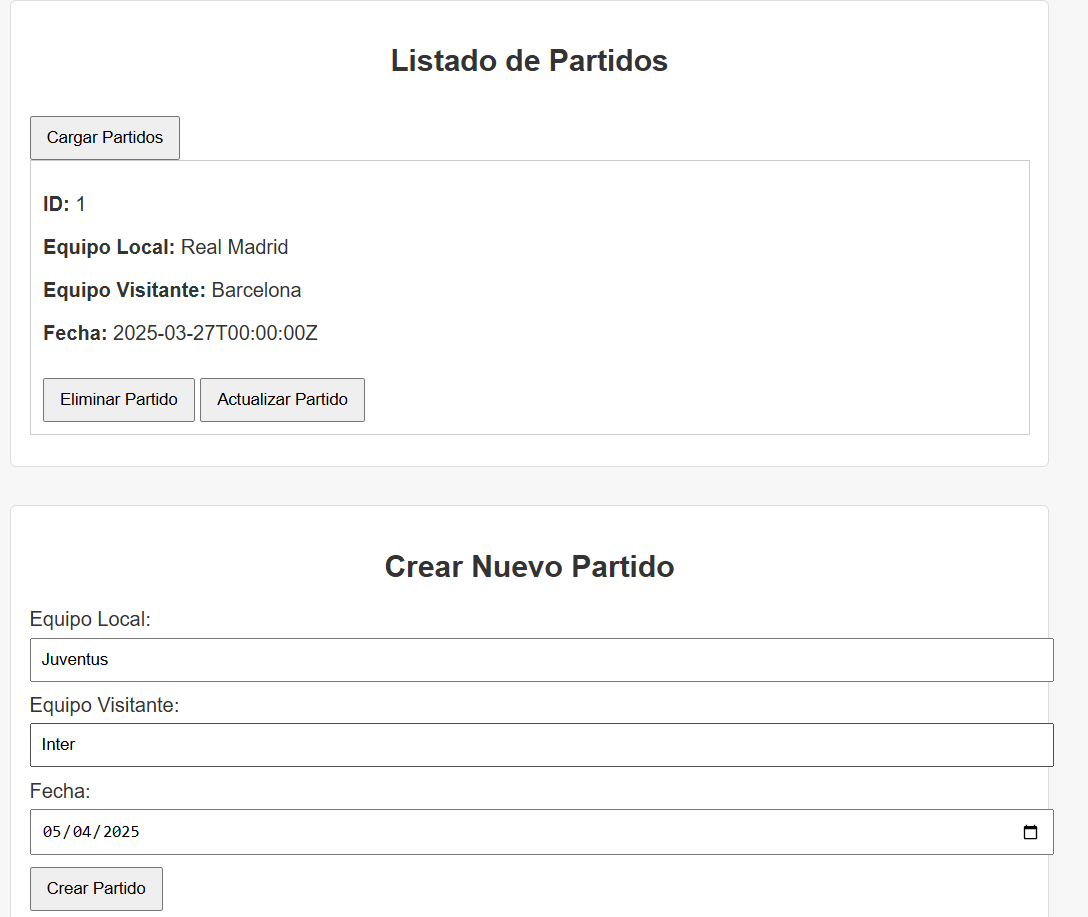 Listado de Partidos
Cargar Partidos
ID: 1
Equipo Local: Real Madrid
Equipo Visitante: Barcelona
Fecha: 2025-03-27T00:00:00Z
Eliminar Partido Actualizar Partido
Crear Nuevo Partido
Equipo Local:
Juventus
Equipo Visitante:
Inter
Fecha:
05/04/2025
Crear Partido